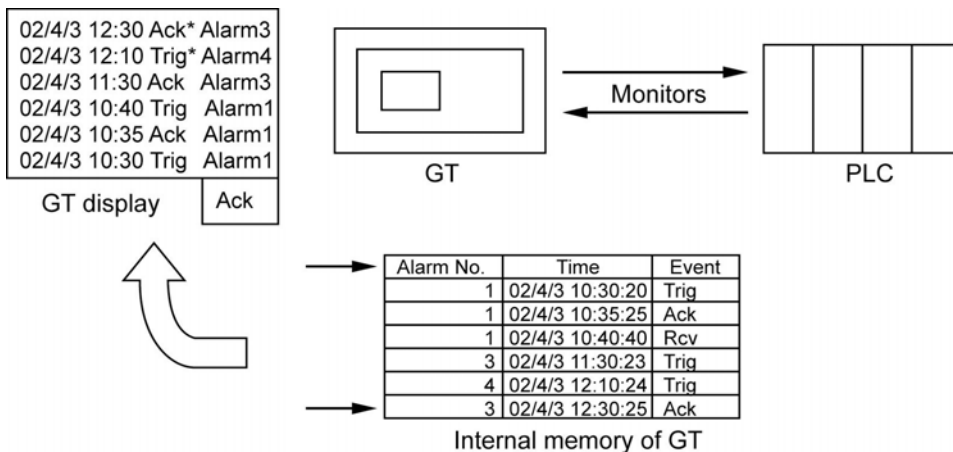 02/4/3 12:30 Ack* Alarm3
02/4/3 12:10 Trig* Alarm4
02/4/3 11:30 Ack Alarm3
02/4/3 10:40 Trig Alarm1
02/4/3 10:35 Ack Alarm1
02/4/3 10:30 Trig Alarm1
GT display
Ack
GT
Monitors
PLC
Alarm No. Time Event
1 02/4/3 10:30:20 Trig
1 02/4/3 10:35:25 Ack
1 02/4/3 10:40:40 Rcv
3 02/4/3 11:30:23 Trig
4 02/4/3 12:10:24 Trig
3 02/4/3 12:30:25 Ack
Internal memory of GT